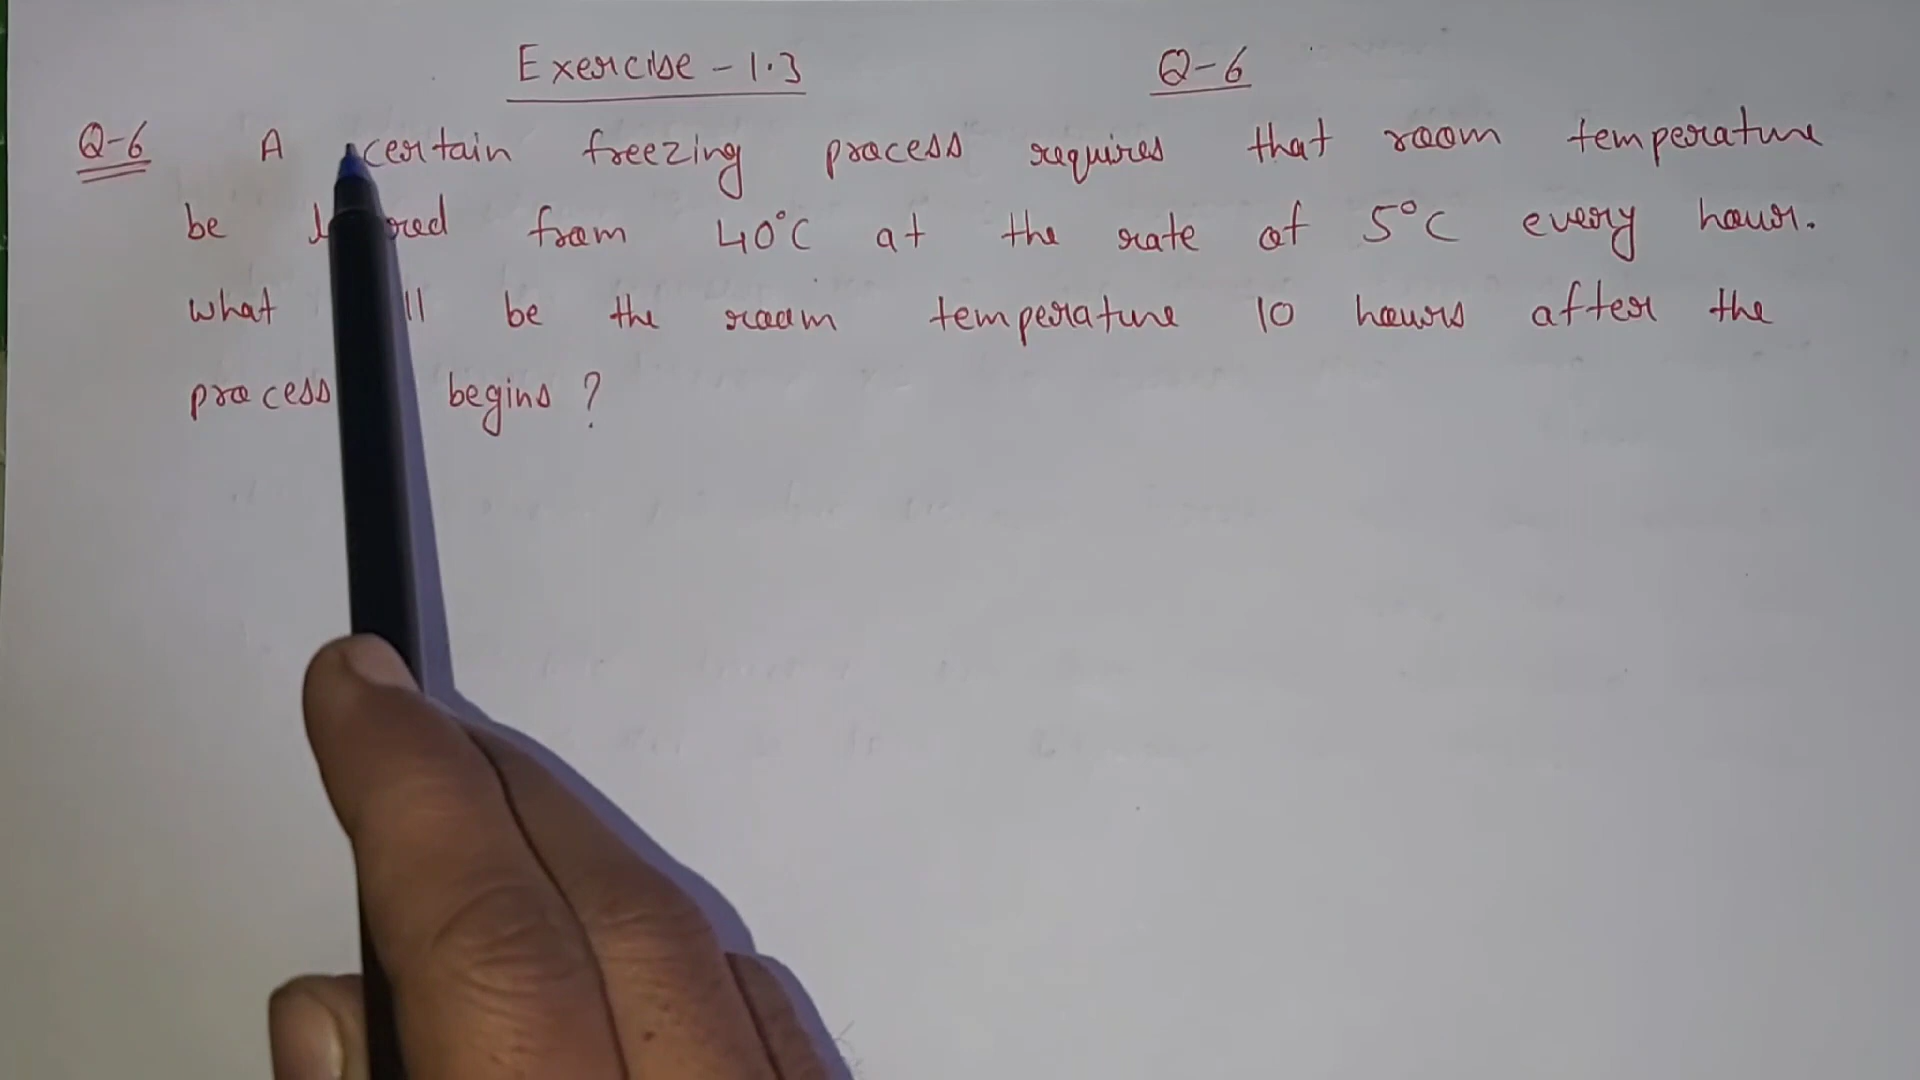 Exercise - 1.3 Q-6
Q-6 A certain freezing process requires that room temperature
be from 40°C at the rate of 5°C every hour.
what be the room temperature 10 hours after the
process begins ?